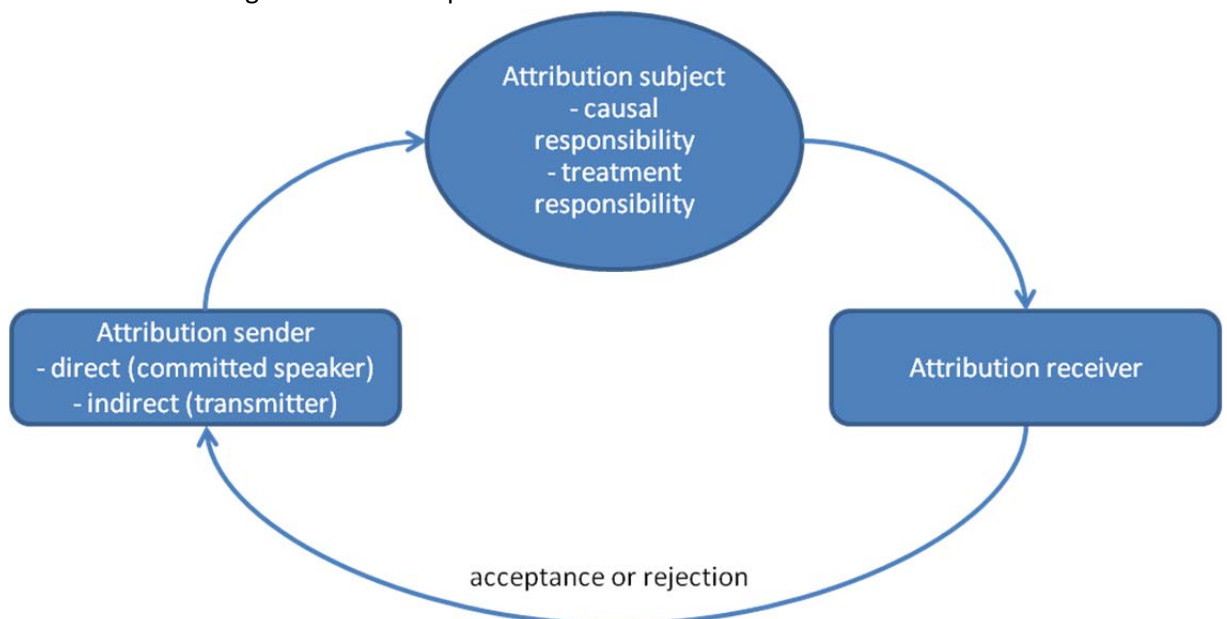 Attribution subject
- causal
responsibility
- treatment
responsibility
Attribution sender
- direct (committed speaker)
- indirect (transmitter)
Attribution receiver
acceptance or rejection